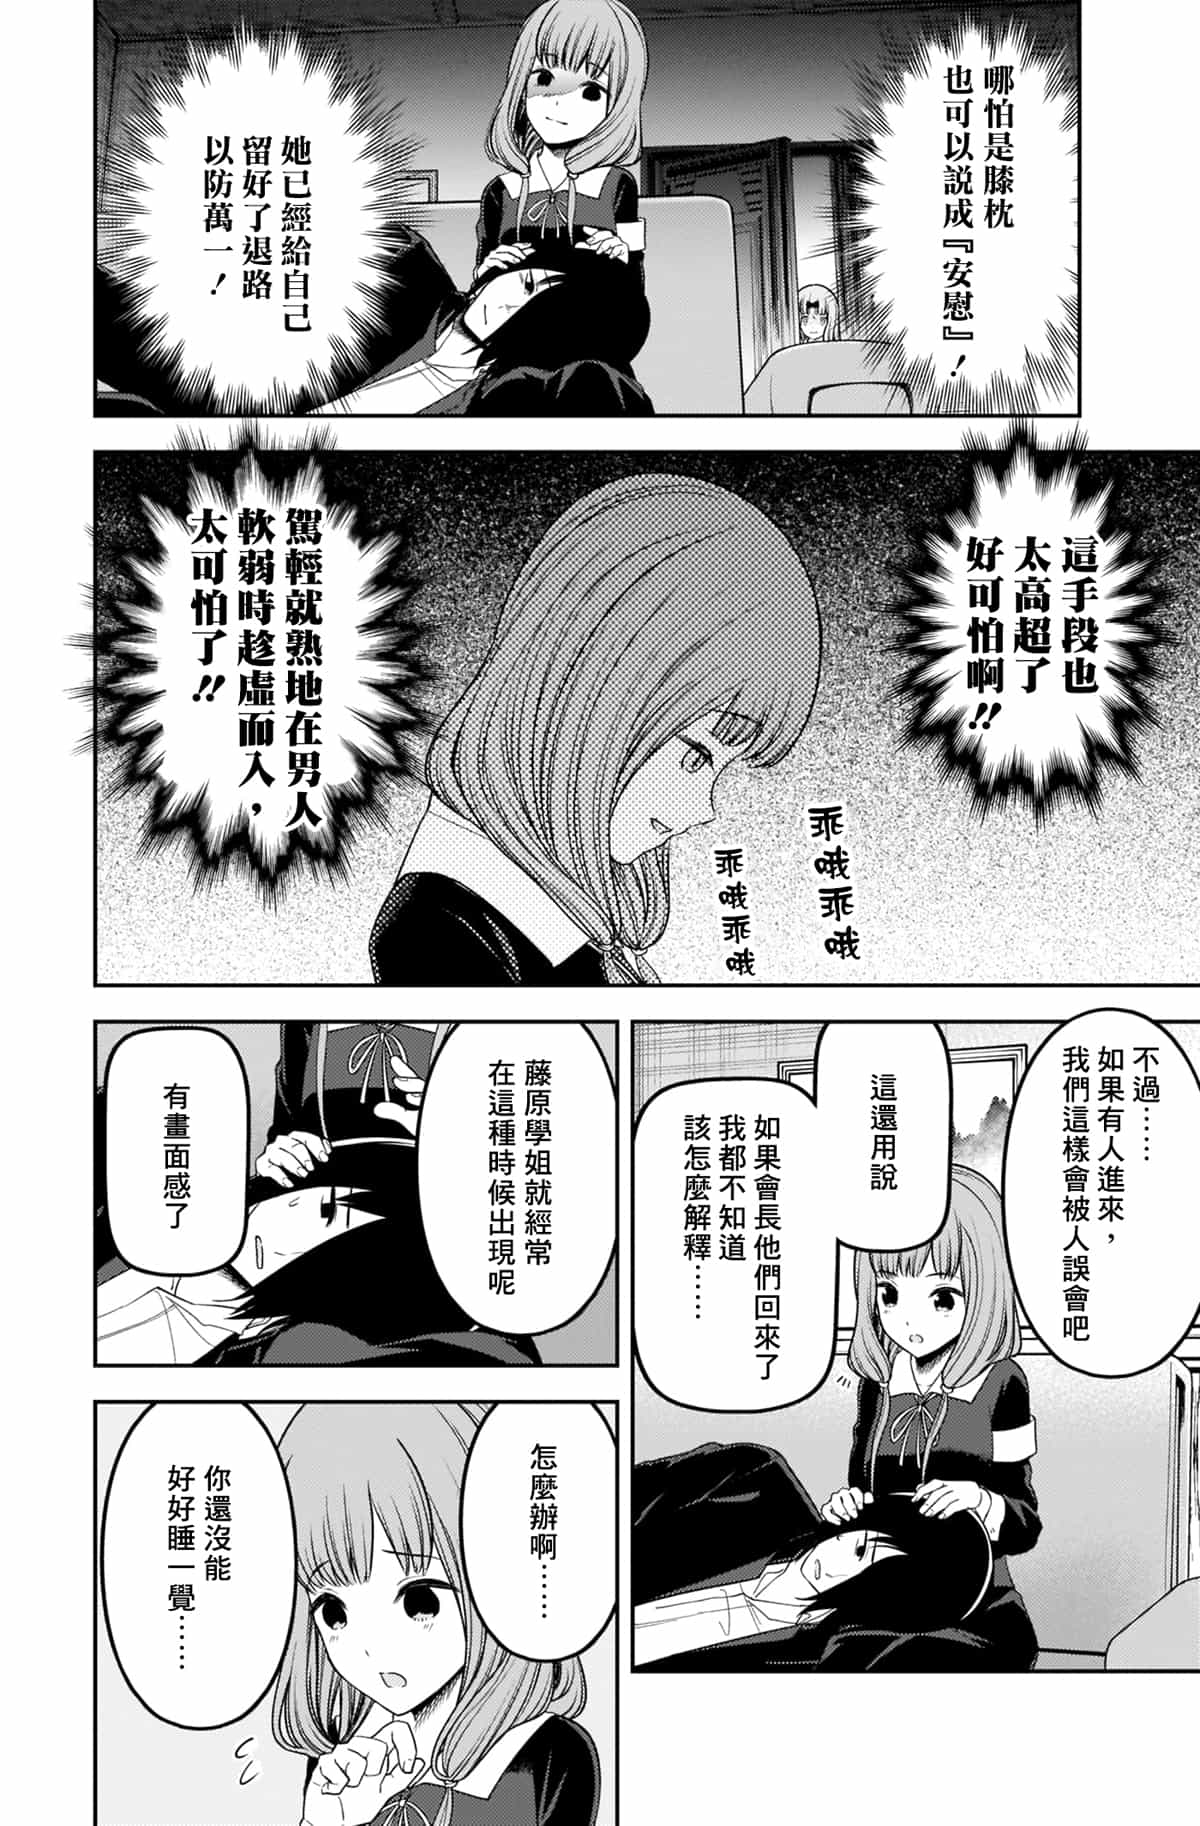 哪怕是膝枕
也可以説成『安慰』！
她已經給自己
留好了退路
以防萬一！
這手段也
太高超了
好可怕啊!!
乖哦乖哦
乖哦乖哦
駕輕就熟地在男人
軟弱時趁虛而入，
太可怕了!!
不過……
如果有人進來，
我們這樣會被人誤會吧
這還用說
如果會長他們回來了
我都不知道
該怎麼解釋……
藤原學姐就經常
在這種時候出現呢
有畫面感了
怎麼辦啊……
你還沒能
好好睡一覺……